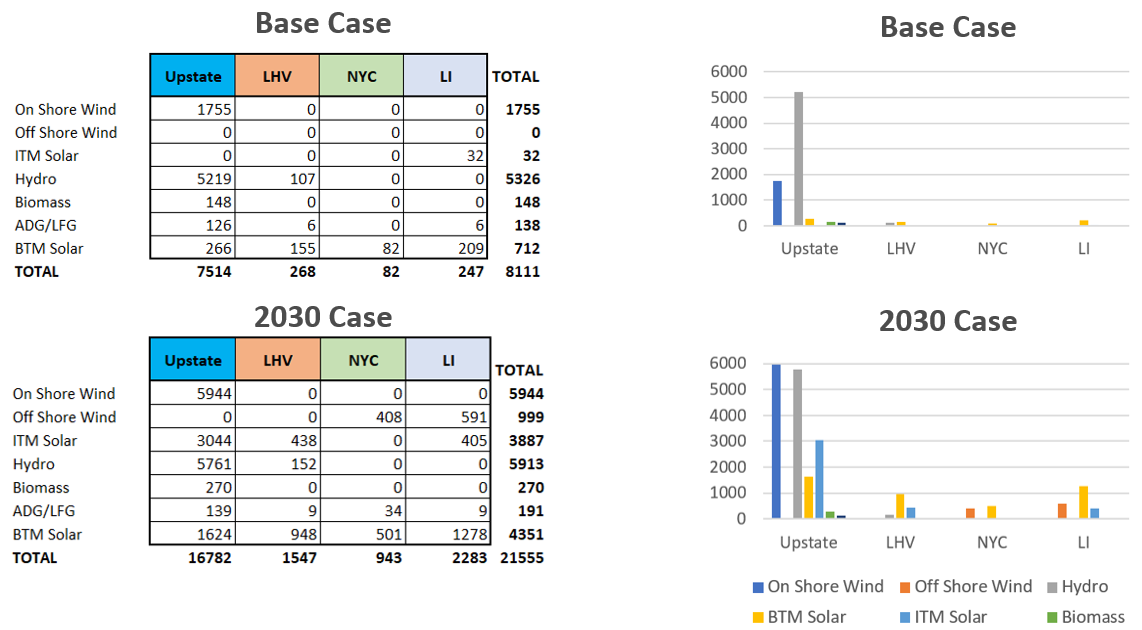 Base Case
Upstate LHV NYC LI TOTAL
On Shore Wind 1755 0 0 0 1755
Off Shore Wind 0 0 0 0 0
ITM Solar 0 0 0 32 32
Hydro 5219 107 0 0 5326
Biomass 148 0 0 0 148
ADG/LFG 126 6 0 6 138
BTM Solar 266 155 82 209 712
TOTAL 7514 268 82 247 8111
2030 Case
Upstate LHV NYC LI TOTAL
On Shore Wind 5944 0 0 0 5944
Off Shore Wind 0 0 408 591 999
ITM Solar 3044 438 0 405 3887
Hydro 5761 152 0 0 5913
Biomass 270 0 0 0 270
ADG/LFG 139 9 34 9 191
BTM Solar 1624 948 501 1278 4351
TOTAL 16782 1547 943 2283 21555
Base Case
6000
5000
4000
3000
2000
1000
0
Upstate LHV NYC LI
2030 Case
6000
5000
4000
3000
2000
1000
0
Upstate LHV NYC LI
On Shore Wind Off Shore Wind Hydro
BTM Solar ITM Solar Biomass